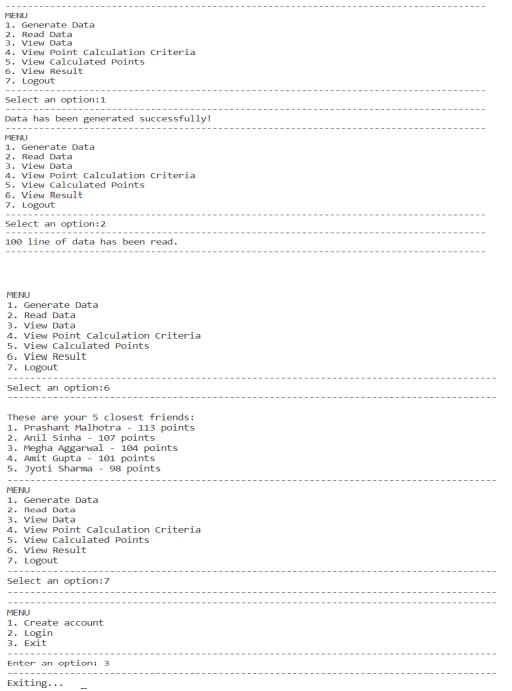 MENU
1. Generate Data
2. Read Data
3. View Data
4. View Point Calculation Criteria
5. View Calculated Points
6. View Result
7. Logout
Select an option:1
Data has been generated successfully!
MENU
1. Generate Data
2. Read Data
3. View Data
4. View Point Calculation Criteria
5. View Calculated Points
6. View Result
7. Logout
Select an option:2
100 line of data has been read.
MENU
1. Generate Data
2. Read Data
3. View Data
4. View Point Calculation Criteria
5. View Calculated Points
6. View Result
7. Logout
Select an option:6
These are your 5 closest friends:
1. Prashant Malhotra - 113 points
2. Anil Sinha - 107 points
3. Megha Aggarwal - 104 points
4. Amit Gupta - 101 points
5. Jyoti Sharma - 98 points
MENU
1. Generate Data
2. Read Data
3. View Data
4. View Point Calculation Criteria
5. View Calculated Points
6. View Result
7. Logout
Select an option:7
MENU
1. Create account
2. Login
3. Exit
Enter an option: 3
Exiting...